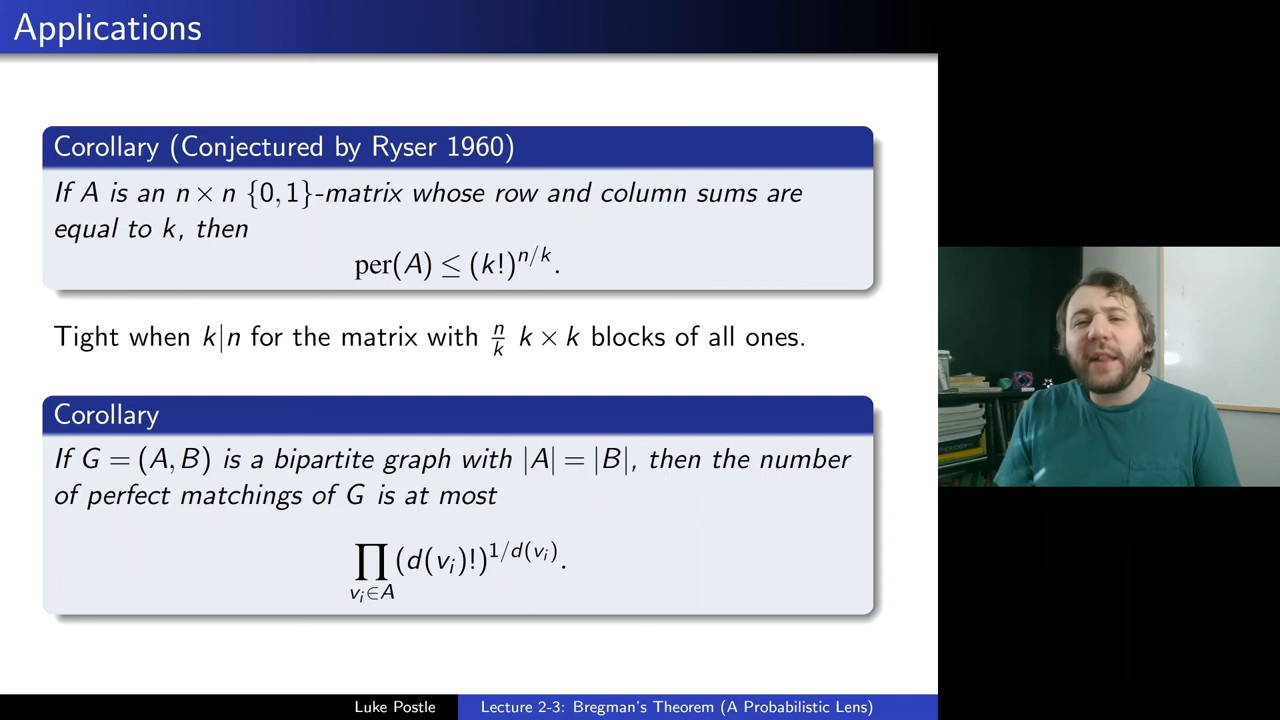 Applications
Corollary (Conjectured by Ryser 1960)
If A is an n × n {0, 1}-matrix whose row and column sums are
equal to k, then
per(A) ≤ (k!)^{n/k}.
Tight when k|n for the matrix with \frac{n}{k} k × k blocks of all ones.
Corollary
If G = (A, B) is a bipartite graph with |A| = |B|, then the number
of perfect matchings of G is at most
\prod_{v_i∈A} (d(v_i)!)^{1/d(v_i)}.
Luke Postle
Lecture 2-3: Bregman's Theorem (A Probabilistic Lens)